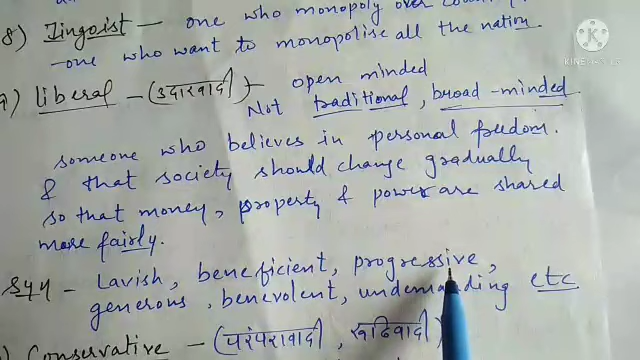 8) Jingoist — one who monopoly over
— one who want to monopolise all the nation
9) liberal — (उदारवादी) — open minded
Not traditional, broad-minded
someone who believes in personal freedom.
& that society should change gradually
so that money, property & power are shared
more fairly.
Syn — Lavish, beneficient, progressive,
generous, benevolent, undemanding etc
Conservative — (परंपरावादी, रूढिवादी)
KINEMASTER